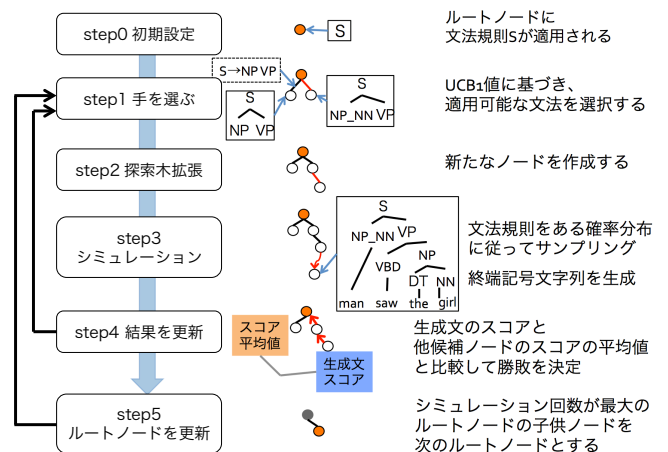 step0 初期設定
S
ルートノードに
文法規則Sが適用される
step1 手を選ぶ
S→NP VP
S
NP VP
S
NP_NN VP
UCB1値に基づき、
適用可能な文法を選択する
step2 探索木拡張
新たなノードを作成する
step3
シミュレーション
S
NP_NN VP
VBD NP
DT NN
man saw the girl
文法規則をある確率分布
に従ってサンプリング
終端記号文字列を生成
step4 結果を更新
スコア
平均値
生成文
スコア
生成文のスコアと
他候補ノードのスコアの平均値
と比較して勝敗を決定
step5
ルートノードを更新
シミュレーション回数が最大の
ルートノードの子供ノードを
次のルートノードとする